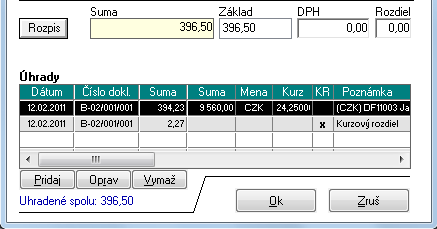 Suma Základ DPH Rozdiel
Rozpis 396,50 396,50 0,00 0,00
Úhrady
Dátum Číslo dokl. Suma Suma Mena Kurz KR Poznámka
12.02.2011 B-02/001/001 394,23 9 560,00 CZK 24,25000 (CZK) DF11003 Ja
12.02.2011 B-02/001/001 2,27 x Kurzový rozdiel
Pridaj Oprav Vymaž
Uhradené spolu: 396,50
Ok Zruš